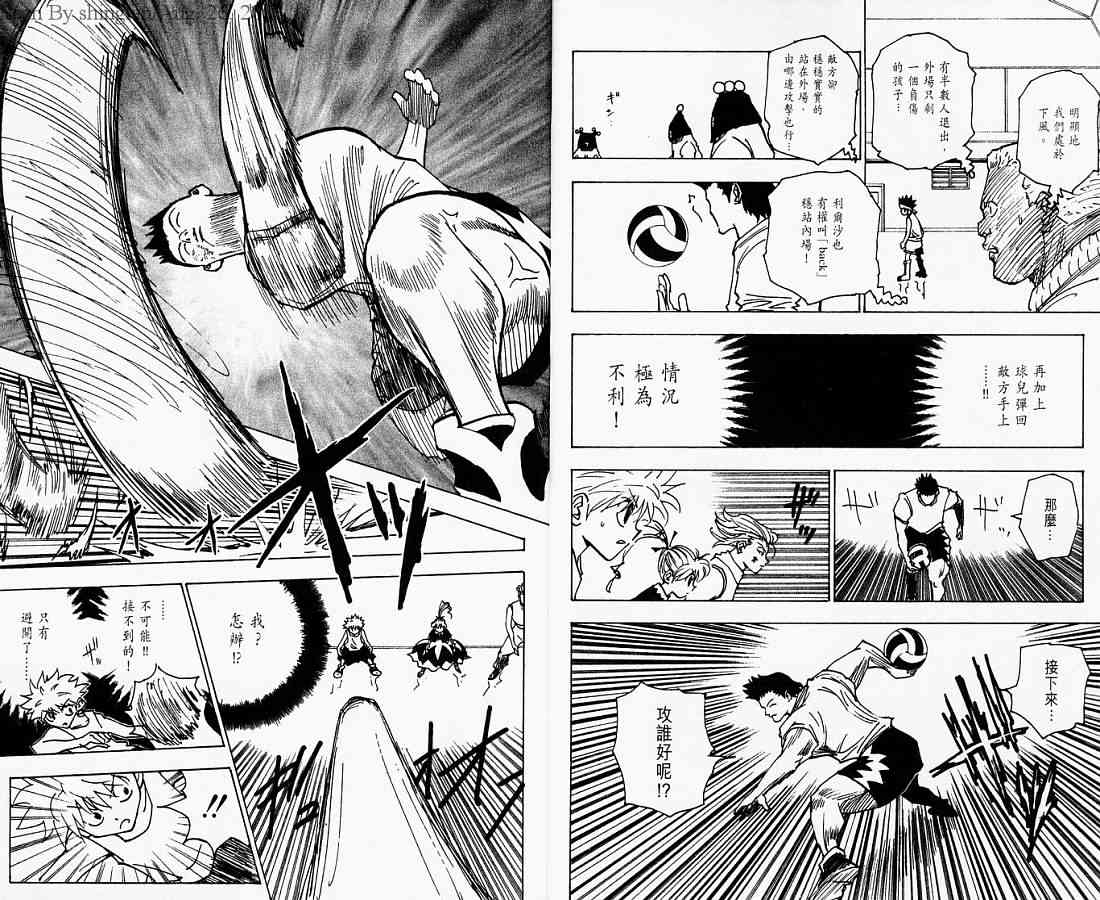 明顯地
我們處於
下風。
有半數人退出，
外場只剩
一個負傷
的孩子…
敵方卻
穩穩實實的
站在外場，
由哪邊攻擊也行…
ギン…
利爾沙也
有權叫「back」
穩站內場！
再加上
球兒彈回
敵方手上
……!!
情況
極為
不利！
那麼…
接下來…
攻誰好呢!?
我？
怎辦!?
……
不可能!!
接不到的！
只有
避開了……
!!